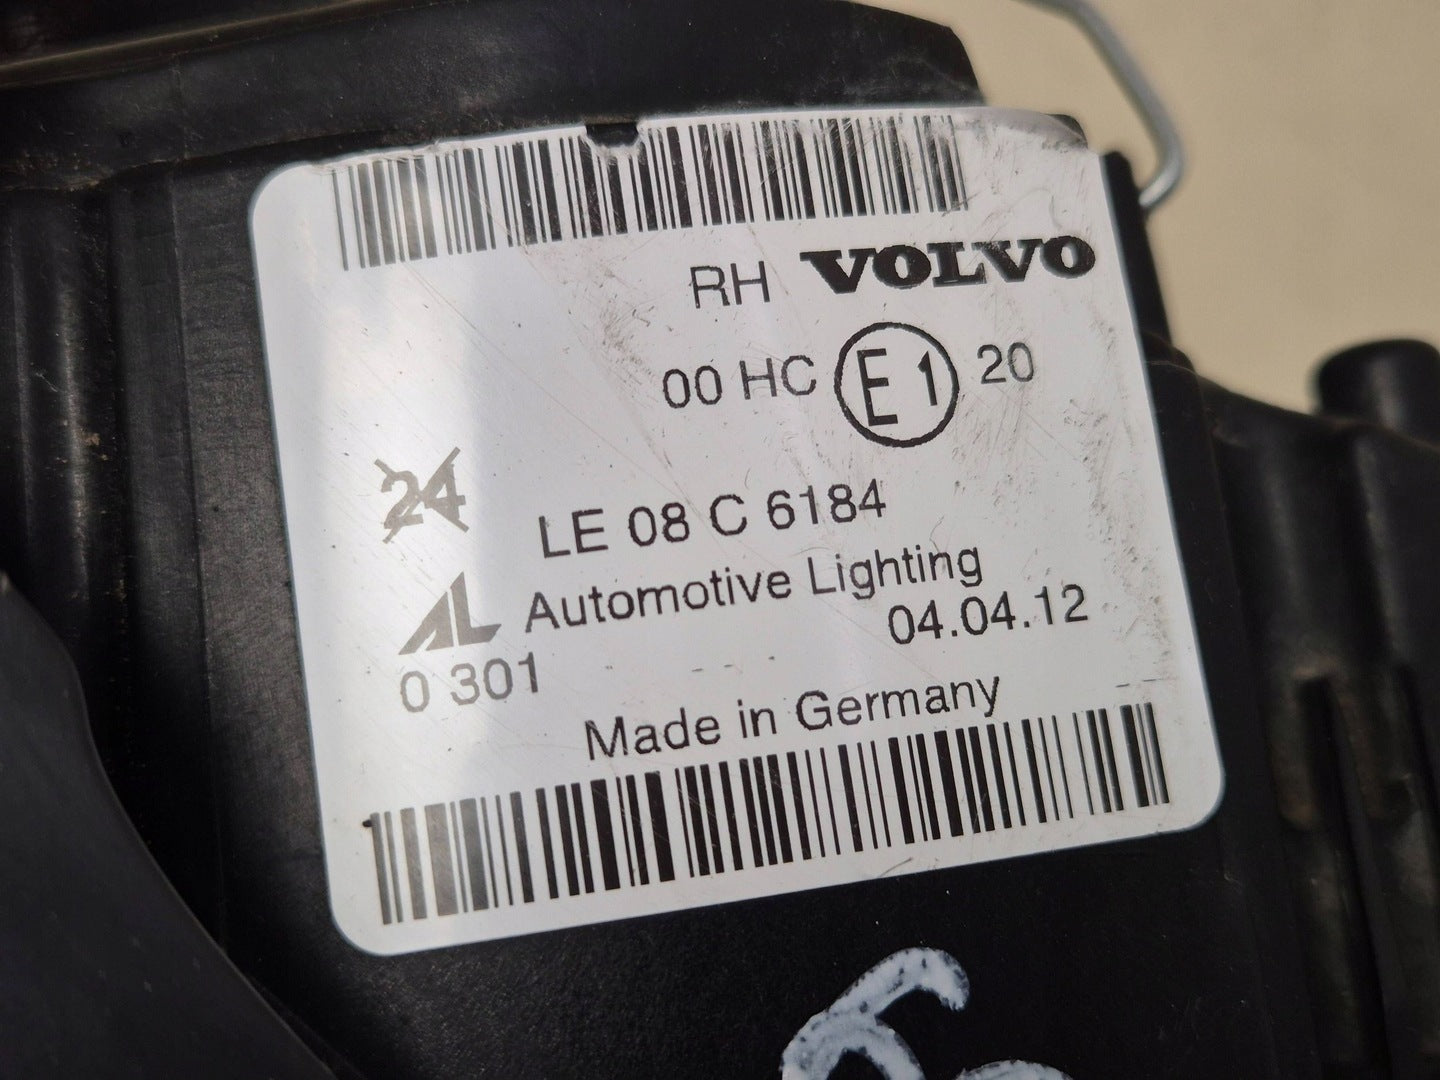 RH VOLVO
00 HC E1 20
24
LE 08 C 6184
AL Automotive Lighting
0 301 04.04.12
Made in Germany